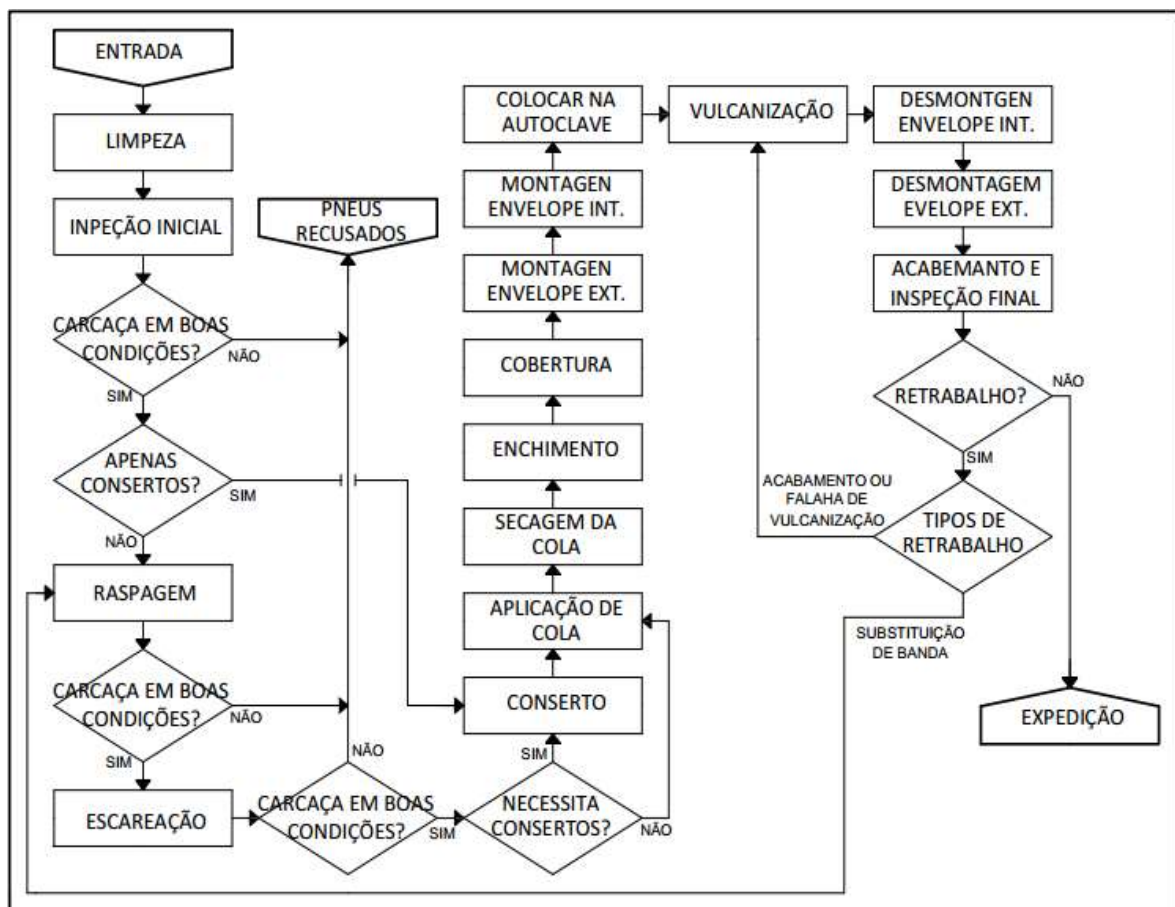 ENTRADA
LIMPEZA
INPEÇÃO INICIAL
CARCAÇA EM BOAS
CONDIÇÕES?
NÃO
SIM
APENAS
CONSERTOS?
SIM
NÃO
RASPAGEM
CARCAÇA EM BOAS
CONDIÇÕES?
NÃO
SIM
ESCAREAÇÃO
PNEUS
RECUSADOS
NÃO
CARCAÇA EM BOAS
CONDIÇÕES?
SIM
COLOCAR NA
AUTOCLAVE
MONTAGEN
ENVELOPE INT.
MONTAGEN
ENVELOPE EXT.
COBERTURA
ENCHIMENTO
SECAGEM DA
COLA
APLICAÇÃO DE
COLA
CONSERTO
SIM
NECESSITA
CONSERTOS?
NÃO
VULCANIZAÇÃO
DESMONTGEN
ENVELOPE INT.
DESMONTAGEM
EVELOPE EXT.
ACABEMANTO E
INSPEÇÃO FINAL
RETRABALHO?
NÃO
SIM
ACABAMENTO OU
FALAHA DE
VULCANIZAÇÃO
TIPOS DE
RETRABALHO
SUBSTITUIÇÃO
DE BANDA
EXPEDIÇÃO